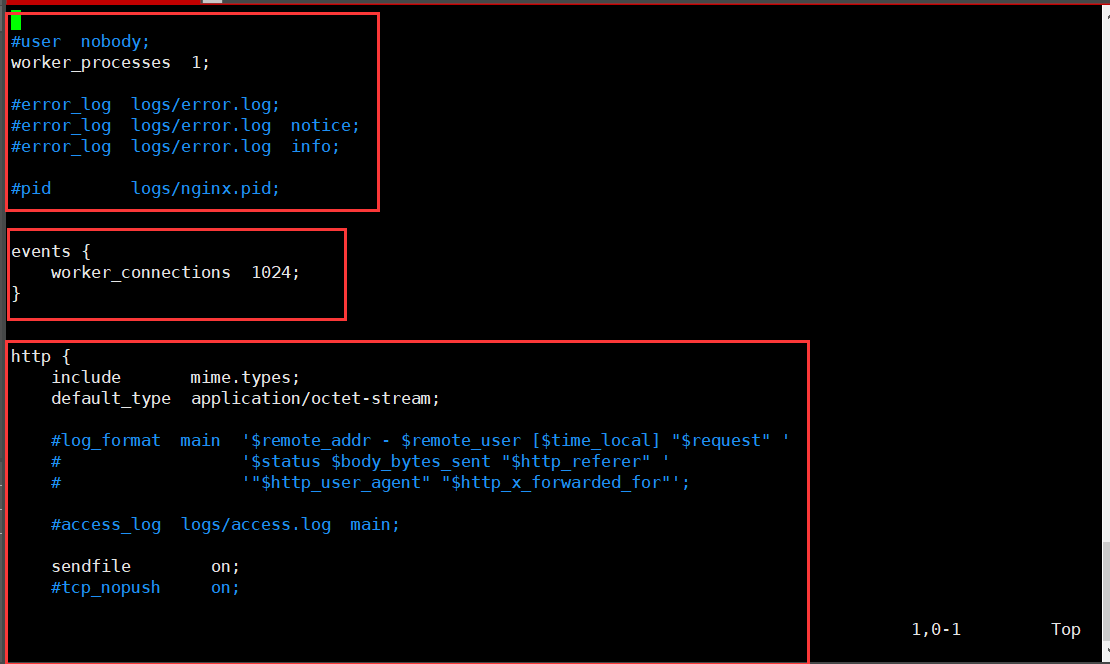 #user  nobody;
worker_processes  1;
#error_log  logs/error.log;
#error_log  logs/error.log  notice;
#error_log  logs/error.log  info;
#pid        logs/nginx.pid;
events {
    worker_connections  1024;
}
http {
    include       mime.types;
    default_type  application/octet-stream;
    #log_format  main  '$remote_addr - $remote_user [$time_local] "$request" '
    #                  '$status $body_bytes_sent "$http_referer" '
    #                  '"$http_user_agent" "$http_x_forwarded_for"';
    #access_log  logs/access.log  main;
    sendfile        on;
    #tcp_nopush     on;
1,0-1         Top